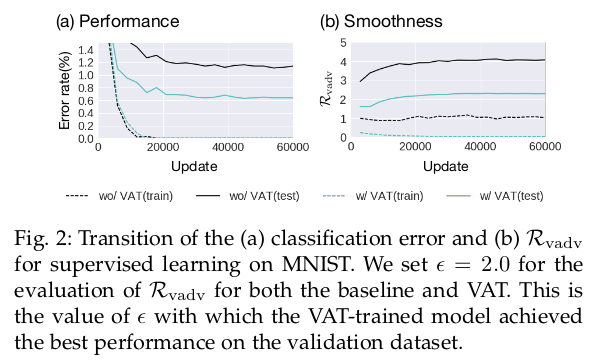 (a) Performance
(b) Smoothness
Error rate(%)
1.4
1.2
1.0
0.8
0.6
0.4
0.2
0.0
0 20000 40000 60000
Update
R_vadv
5
4
3
2
1
0
0 20000 40000 60000
Update
wo/ VAT(train) wo/ VAT(test) w/ VAT(train) w/ VAT(test)
Fig. 2: Transition of the (a) classification error and (b) R_vadv
for supervised learning on MNIST. We set ϵ = 2.0 for the
evaluation of R_vadv for both the baseline and VAT. This is
the value of ϵ with which the VAT-trained model achieved
the best performance on the validation dataset.